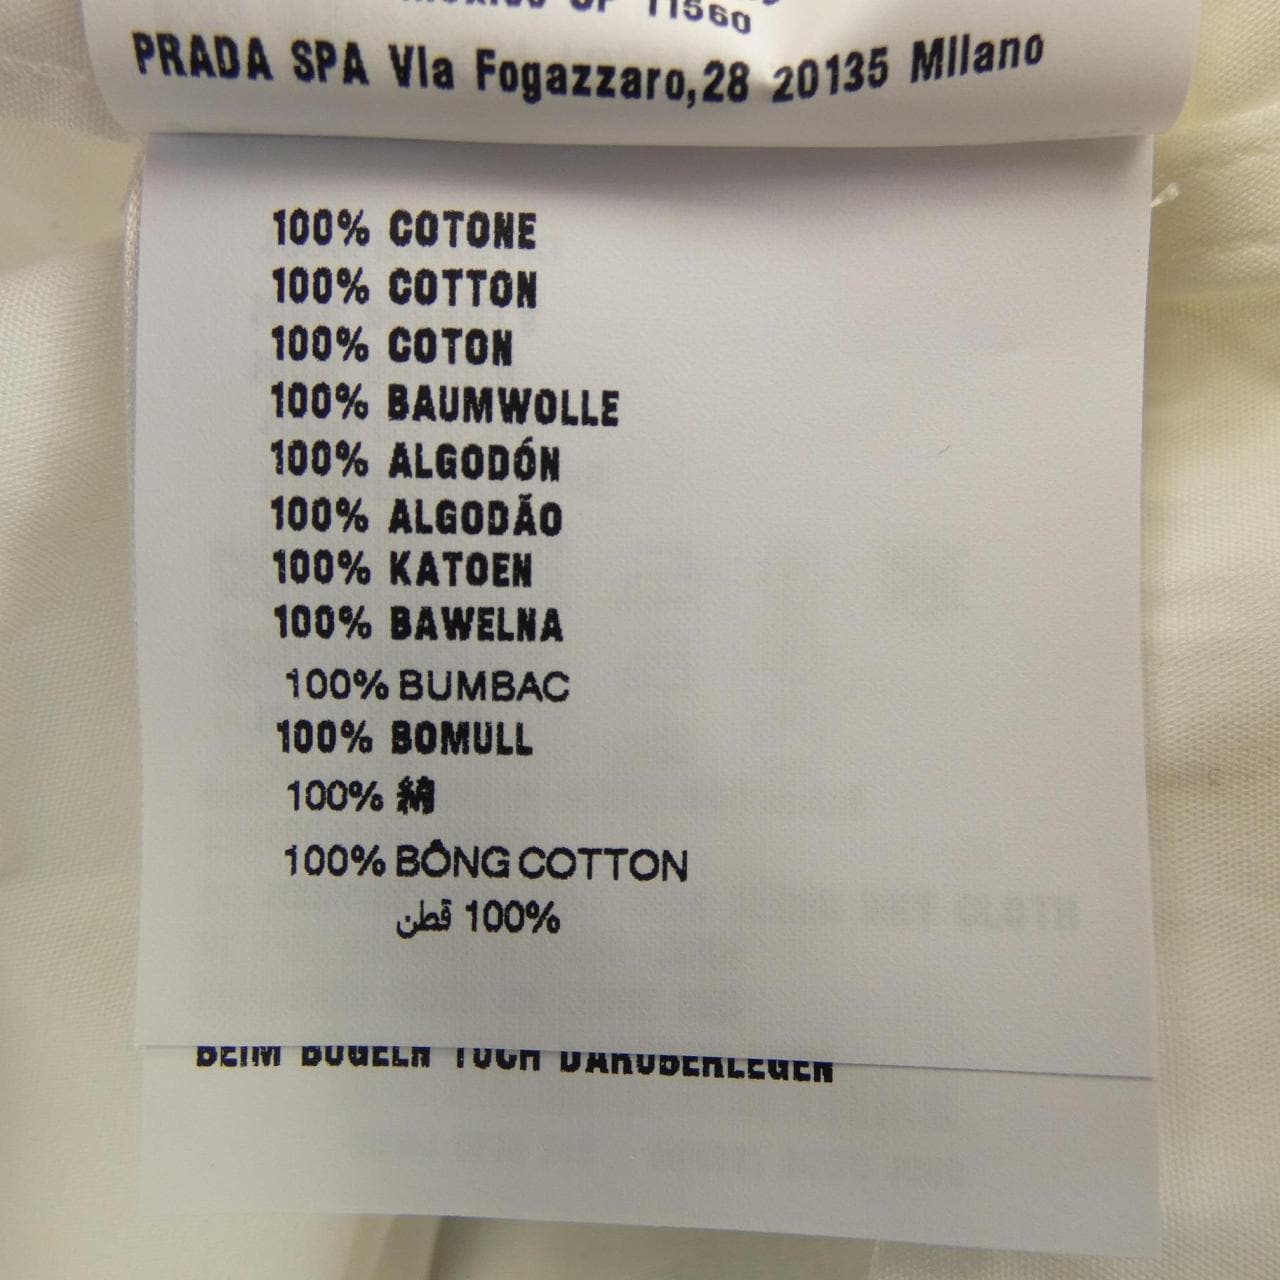 11560
PRADA SPA VIa Fogazzaro,28 20135 MIlano
100% COTONE
100% COTTON
100% COTON
100% BAUMWOLLE
100% ALGODÓN
100% ALGODÃO
100% KATOEN
100% BAWELNA
100% BUMBAC
100% BOMULL
100% 綿
100% BÔNG COTTON
100% قطن
BEIM BÜGELN TUCH DARÜBERLEGEN